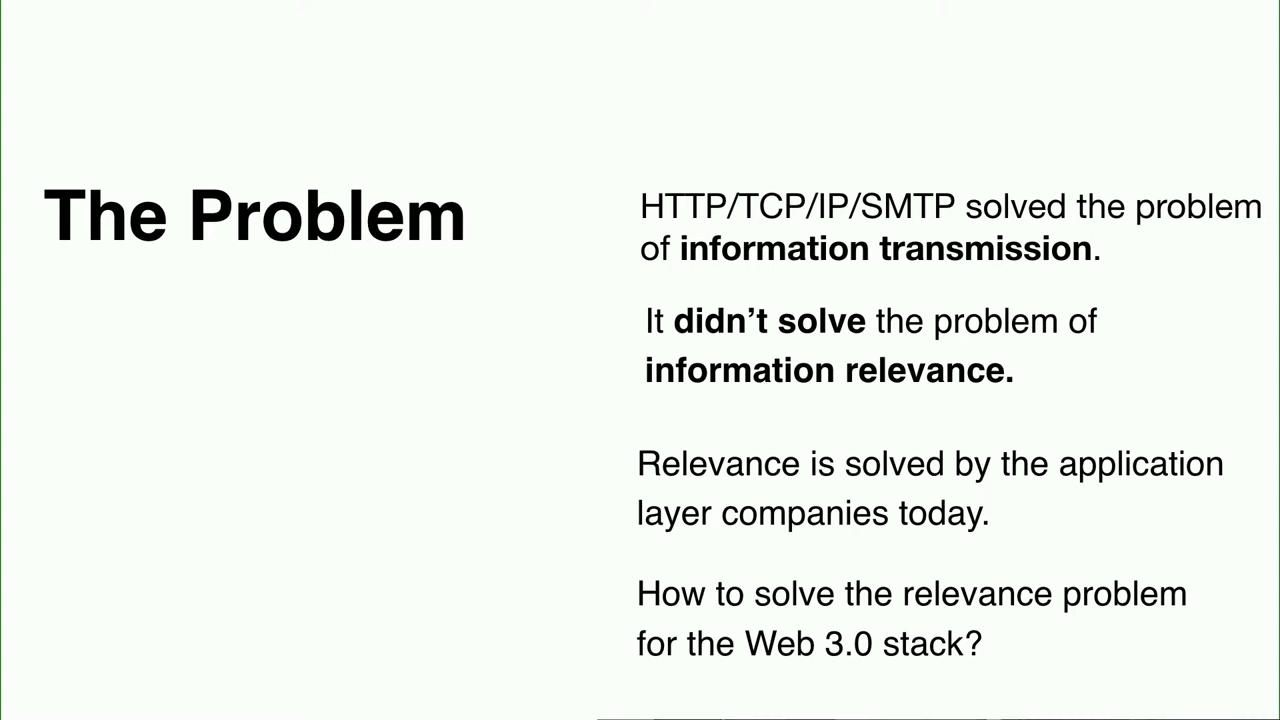 The Problem
HTTP/TCP/IP/SMTP solved the problem
of information transmission.
It didn’t solve the problem of
information relevance.
Relevance is solved by the application
layer companies today.
How to solve the relevance problem
for the Web 3.0 stack?